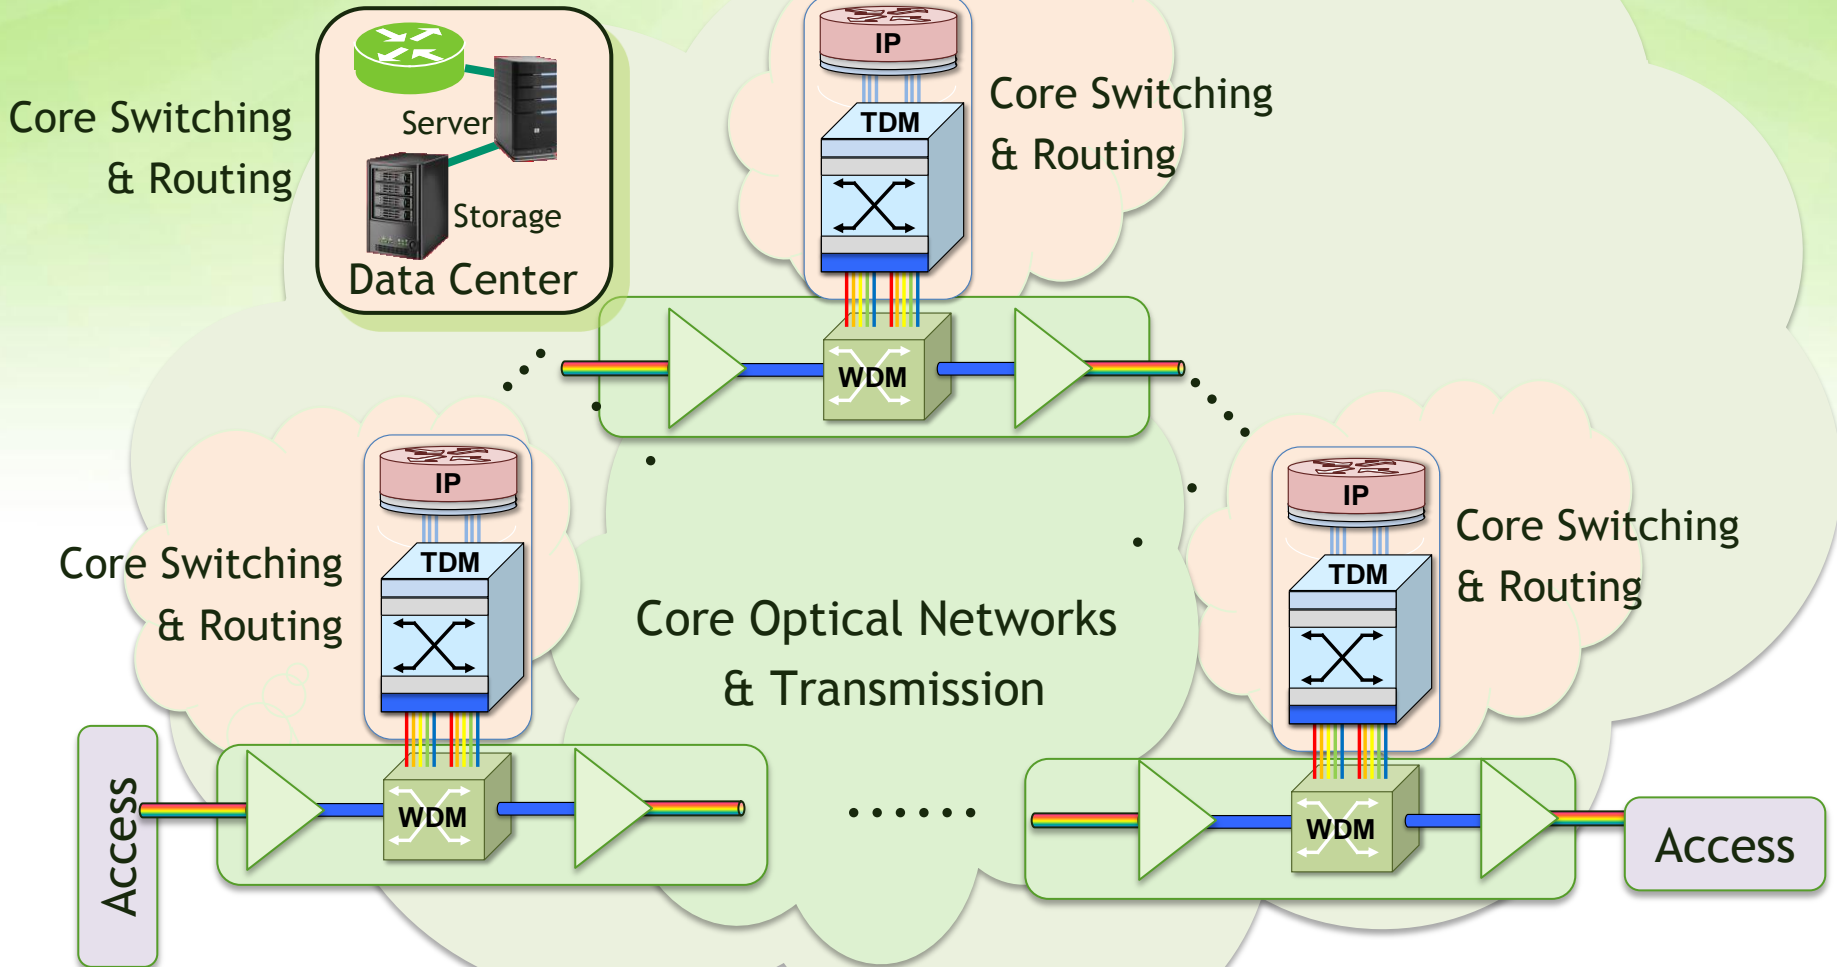 Core Switching
& Routing
Server
Storage
Data Center
IP
TDM
Core Switching
& Routing
WDM
Core Switching
& Routing
IP
TDM
WDM
Core Optical Networks
& Transmission
IP
TDM
Core Switching
& Routing
WDM
Access
Access